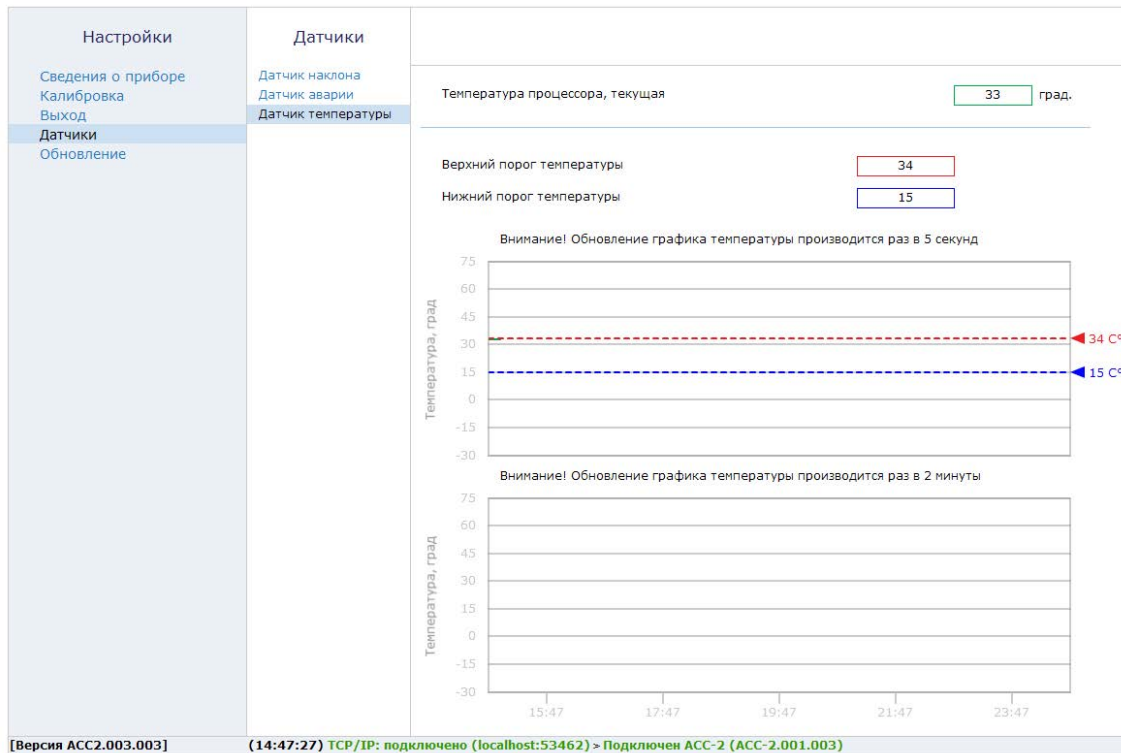 Настройки
Сведения о приборе
Калибровка
Выход
Датчики
Обновление
Датчики
Датчик наклона
Датчик аварии
Датчик температуры
Температура процессора, текущая 33 град.
Верхний порог температуры 34
Нижний порог температуры 15
Внимание! Обновление графика температуры производится раз в 5 секунд
Температура, град
75
60
45
30
15
0
-15
-30
34 C°
15 C°
Внимание! Обновление графика температуры производится раз в 2 минуты
Температура, град
75
60
45
30
15
0
-15
-30
15:47 17:47 19:47 21:47 23:47
[Версия ACC2.003.003] (14:47:27) TCP/IP: подключено (localhost:53462) > Подключен ACC-2 (ACC-2.001.003)